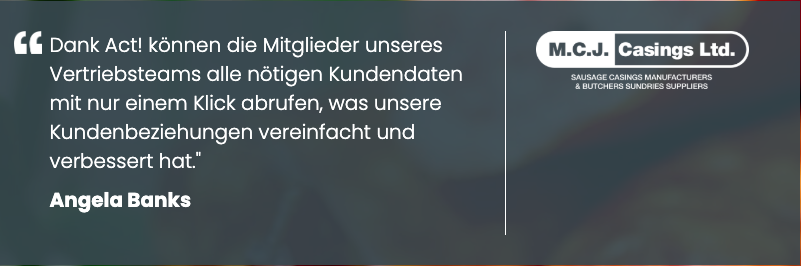 “ Dank Act! können die Mitglieder unseres
Vertriebsteams alle nötigen Kundendaten
mit nur einem Klick abrufen, was unsere
Kundenbeziehungen vereinfacht und
verbessert hat."
Angela Banks
M.C.J. Casings Ltd.
SAUSAGE CASINGS MANUFACTURERS
& BUTCHERS SUNDRIES SUPPLIERS